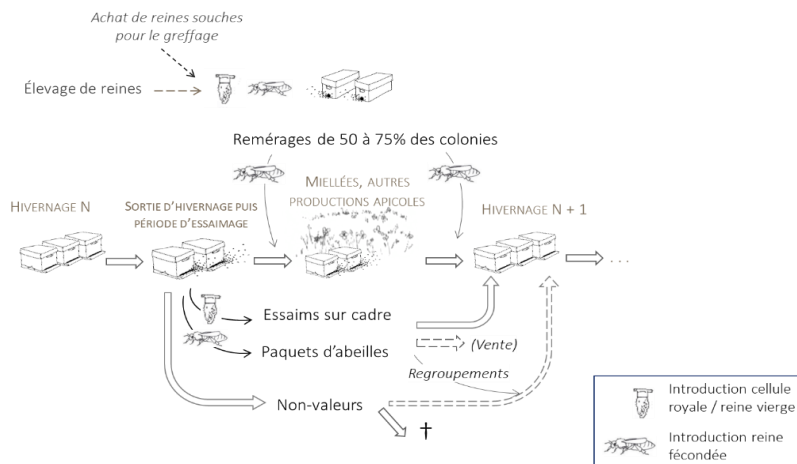 Achat de reines souches
pour le greffage
Élevage de reines
Remérages de 50 à 75% des colonies
HIVERNAGE N
SORTIE D'HIVERNAGE PUIS
PÉRIODE D'ESSAIMAGE
MIELLÉES, AUTRES
PRODUCTIONS APICOLES
HIVERNAGE N + 1
...
Essaims sur cadre
Paquets d'abeilles
(Vente)
Regroupements
Non-valeurs
†
Introduction cellule
royale / reine vierge
Introduction reine
fécondée